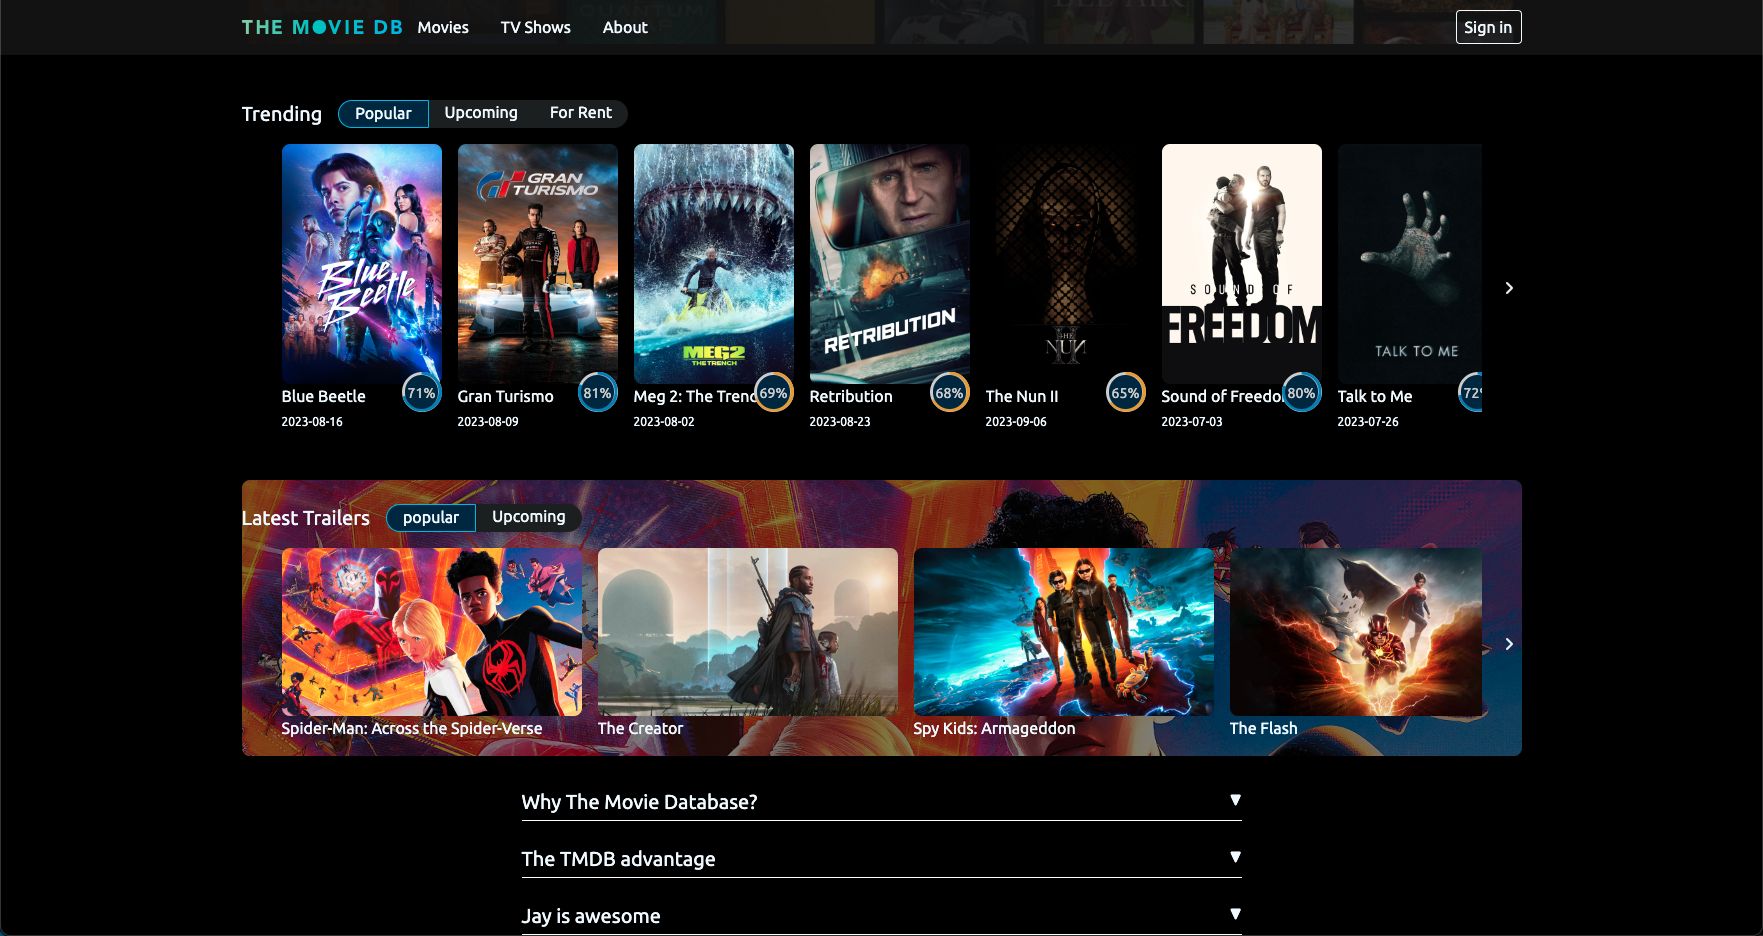 THE MOVIE DB
Movies
TV Shows
About
Sign in
Trending
Popular
Upcoming
For Rent
Blue Beetle
GRAN TURISMO
MEG2
THE TRENCH
RETRIBUTION
THE NUN II
SOUND OF
FREEDOM
TALK TO ME
71%
81%
69%
68%
65%
80%
72%
Blue Beetle
Gran Turismo
Meg 2: The Trenc
Retribution
The Nun II
Sound of Freedo
Talk to Me
2023-08-16
2023-08-09
2023-08-02
2023-08-23
2023-09-06
2023-07-03
2023-07-26
Latest Trailers
popular
Upcoming
Spider-Man: Across the Spider-Verse
The Creator
Spy Kids: Armageddon
The Flash
Why The Movie Database?
▼
The TMDB advantage
▼
Jay is awesome
▼